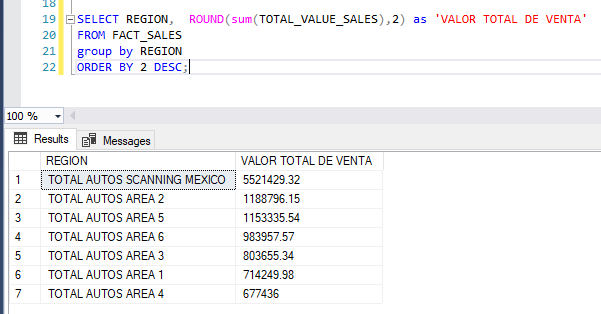 18
19 SELECT REGION, ROUND(sum(TOTAL_VALUE_SALES),2) as 'VALOR TOTAL DE VENTA'
20 FROM FACT_SALES
21 group by REGION
22 ORDER BY 2 DESC;
100 %
Results Messages
REGION VALOR TOTAL DE VENTA
1 TOTAL AUTOS SCANNING MEXICO 5521429.32
2 TOTAL AUTOS AREA 2 1188796.15
3 TOTAL AUTOS AREA 5 1153335.54
4 TOTAL AUTOS AREA 6 983957.57
5 TOTAL AUTOS AREA 3 803655.34
6 TOTAL AUTOS AREA 1 714249.98
7 TOTAL AUTOS AREA 4 677436